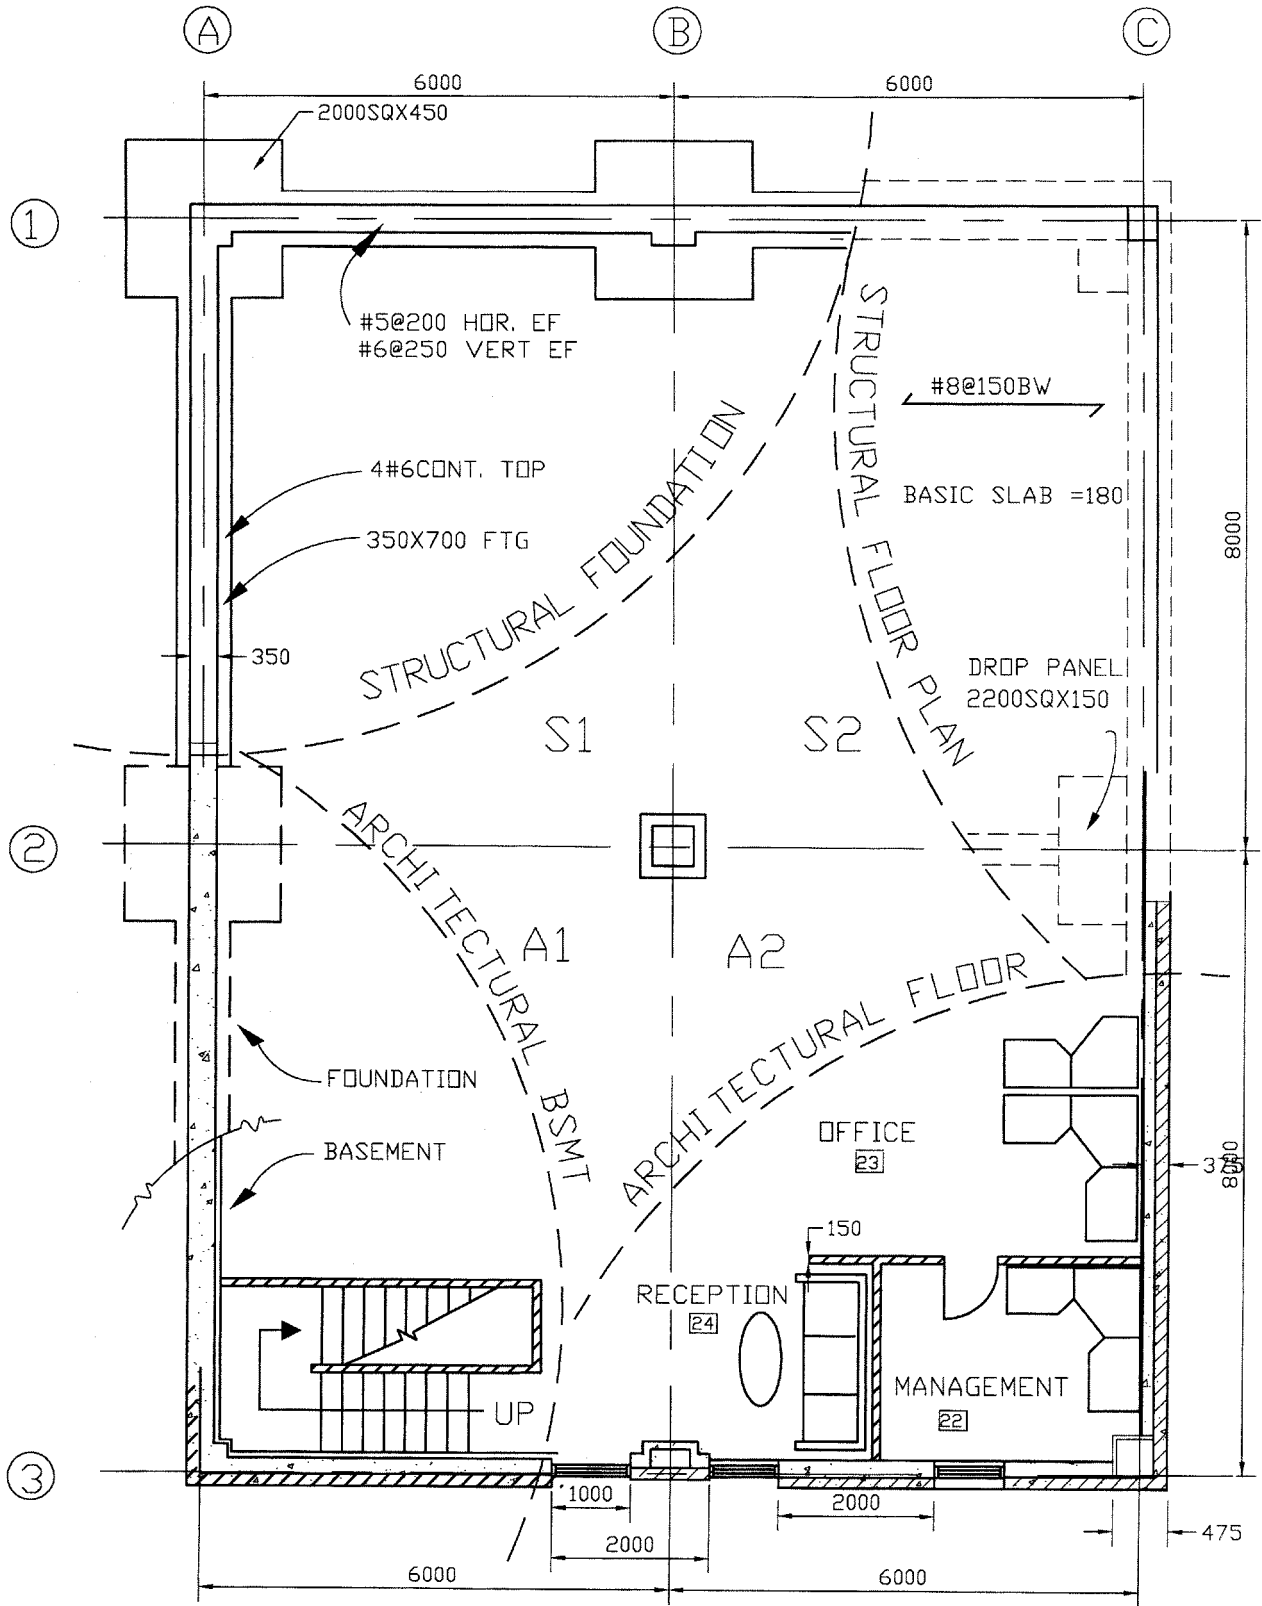 A
B
C
6000
6000
2000SQX450
1
#5@200 HOR. EF
#6@250 VERT EF
#8@150BW
4#6CONT. TOP
BASIC SLAB =180
350X700 FTG
8000
350
STRUCTURAL FOUNDATION
STRUCTURAL FLOOR PLAN
DROP PANEL
2200SQX150
S1
S2
2
ARCHITECTURAL BSMT
A1
A2
ARCHITECTURAL FLOOR
FOUNDATION
OFFICE
23
BASEMENT
375
8000
150
RECEPTION
24
MANAGEMENT
22
UP
3
1000
2000
2000
475
6000
6000